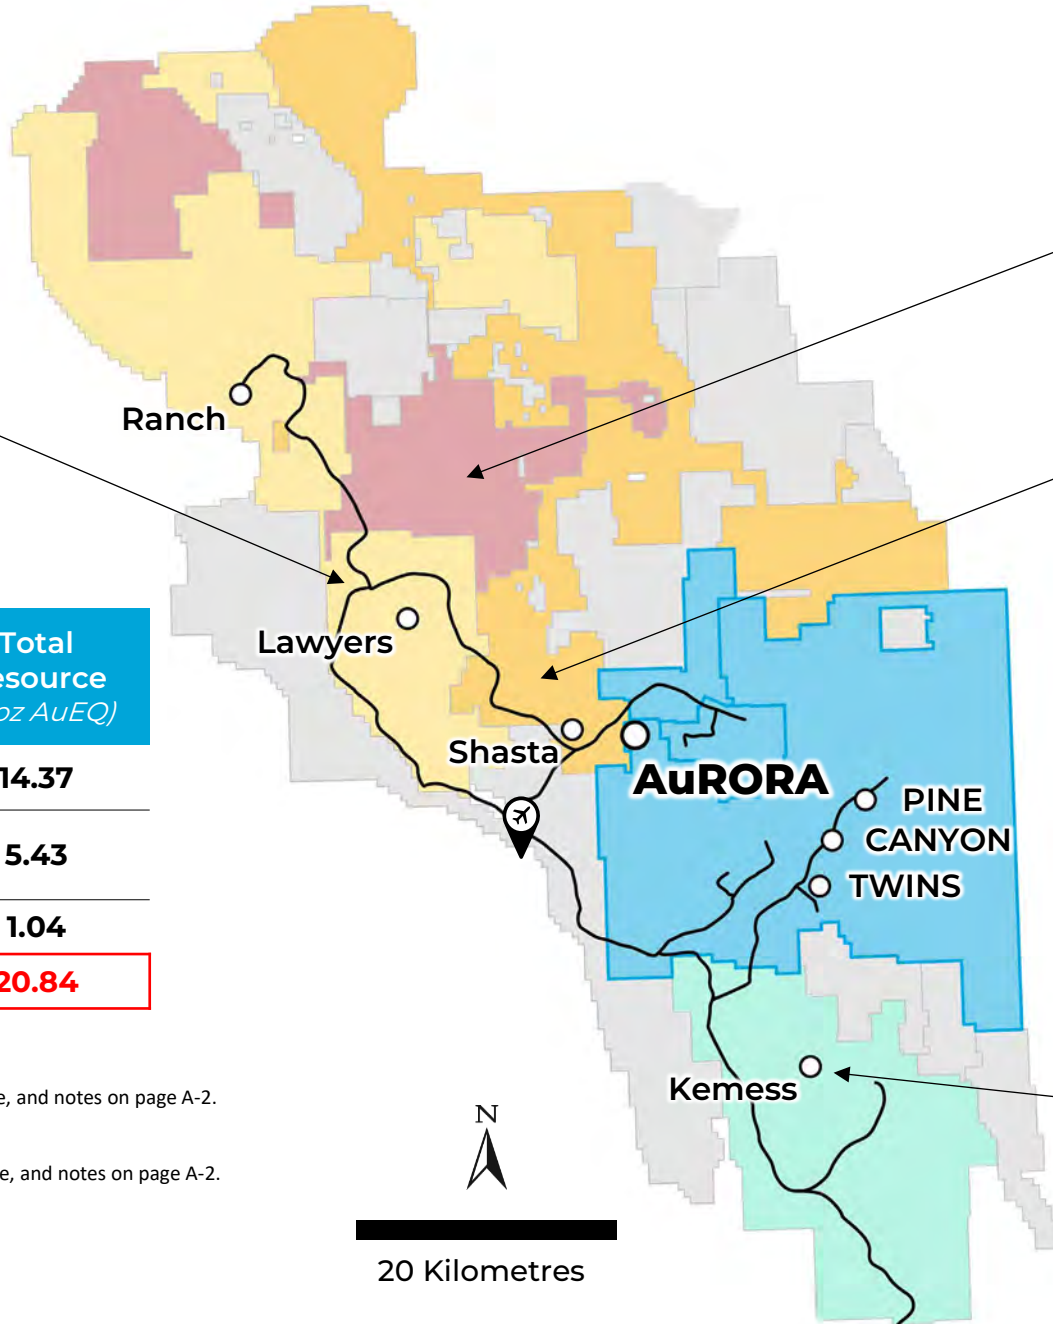 Ranch
Lawyers
Total
esource
oz AuEQ)
14.37
5.43
1.04
20.84
Shasta
AuRORA
PINE
CANYON
TWINS
Kemess
e, and notes on page A-2.
e, and notes on page A-2.
N
20 Kilometres